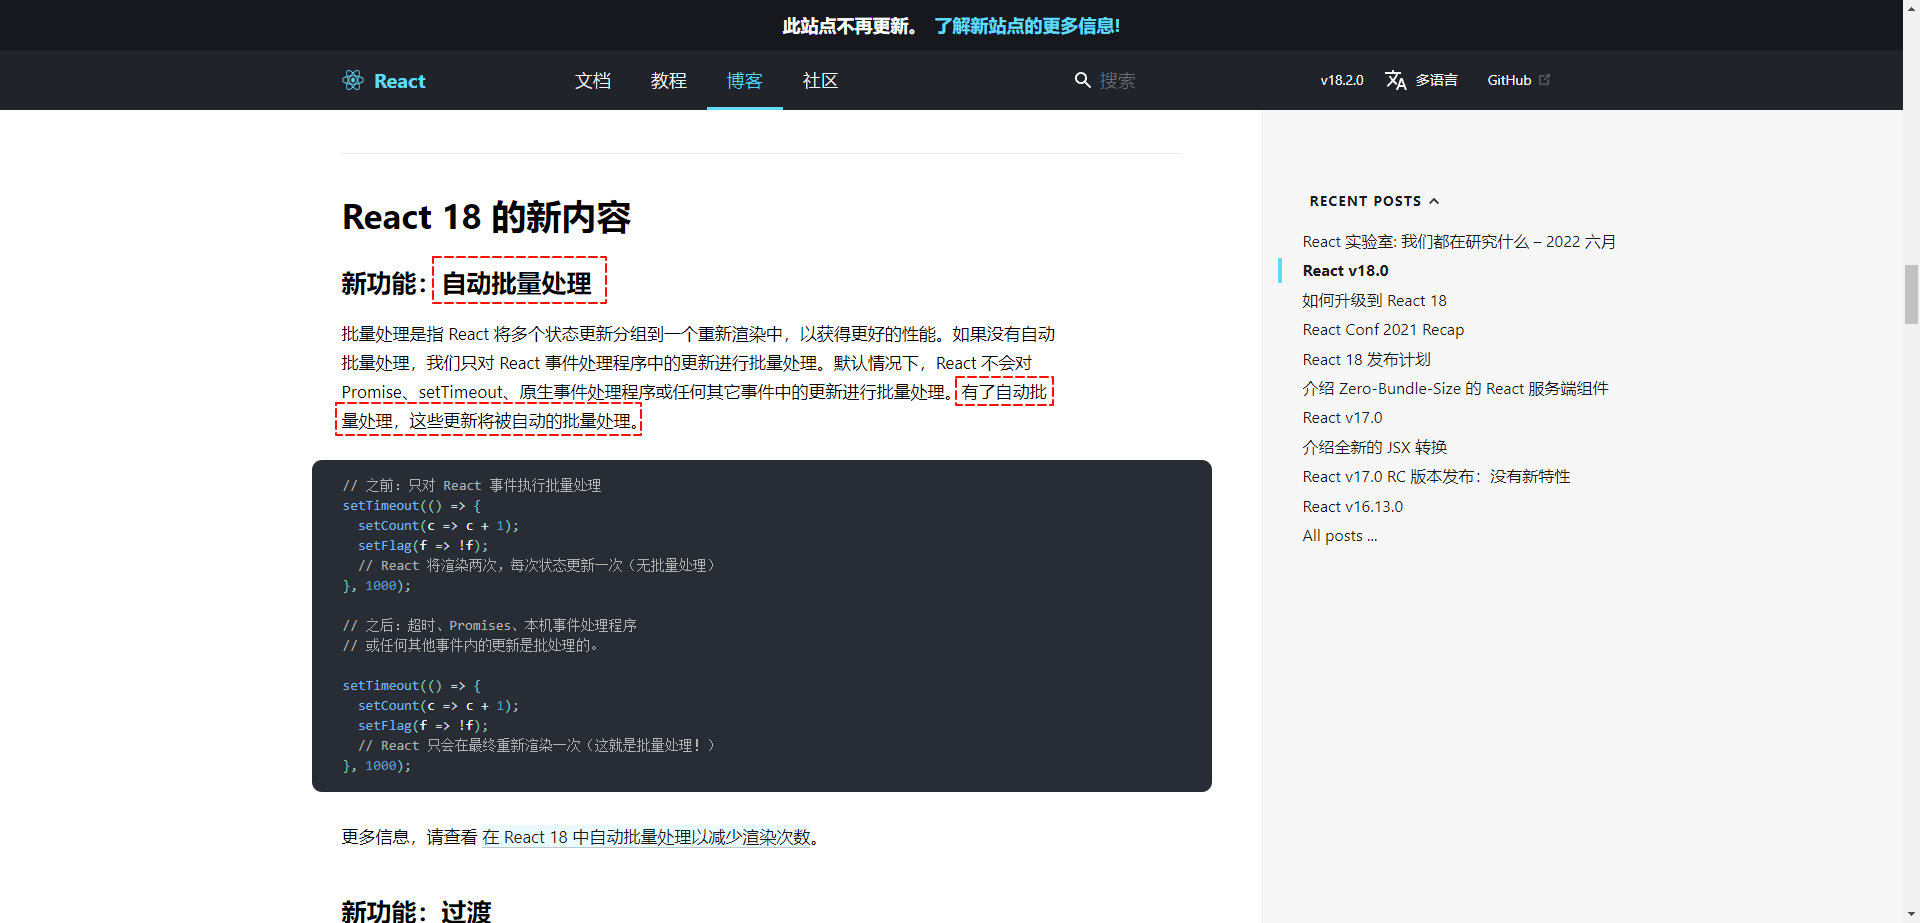 此站点不再更新。 了解新站点的更多信息!
React 文档 教程 博客 社区 搜索 v18.2.0 多语言 GitHub
React 18 的新内容
新功能：自动批量处理
批量处理是指 React 将多个状态更新分组到一个重新渲染中，以获得更好的性能。如果没有自动
批量处理，我们只对 React 事件处理程序中的更新进行批量处理。默认情况下，React 不会对
Promise、setTimeout、原生事件处理程序或任何其它事件中的更新进行批量处理。有了自动批
量处理，这些更新将被自动的批量处理。
// 之前：只对 React 事件执行批量处理
setTimeout(() => {
  setCount(c => c + 1);
  setFlag(f => !f);
  // React 将渲染两次，每次状态更新一次（无批量处理）
}, 1000);
// 之后：超时、Promises、本机事件处理程序
// 或任何其他事件内的更新是批处理的。
setTimeout(() => {
  setCount(c => c + 1);
  setFlag(f => !f);
  // React 只会在最终重新渲染一次（这就是批量处理！）
}, 1000);
更多信息，请查看 在 React 18 中自动批量处理以减少渲染次数。
新功能：过渡
RECENT POSTS
React 实验室: 我们都在研究什么 – 2022 六月
React v18.0
如何升级到 React 18
React Conf 2021 Recap
React 18 发布计划
介绍 Zero-Bundle-Size 的 React 服务端组件
React v17.0
介绍全新的 JSX 转换
React v17.0 RC 版本发布：没有新特性
React v16.13.0
All posts ...